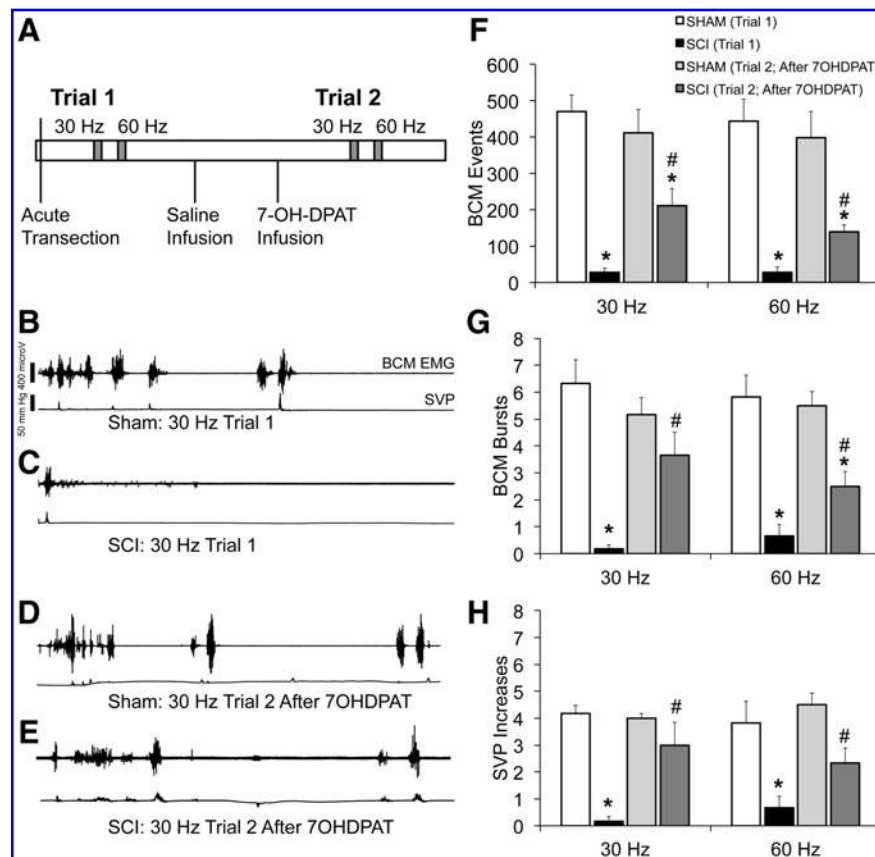 A
Trial 1
Trial 2
30 Hz 60 Hz
30 Hz 60 Hz
Acute Transection
Saline Infusion
7-OH-DPAT Infusion
B
50 mm Hg 400 microV
BCM EMG
SVP
Sham: 30 Hz Trial 1
C
SCI: 30 Hz Trial 1
D
Sham: 30 Hz Trial 2 After 7OHDPAT
E
SCI: 30 Hz Trial 2 After 7OHDPAT
F
SHAM (Trial 1)
SCI (Trial 1)
SHAM (Trial 2; After 7OHDPAT)
SCI (Trial 2; After 7OHDPAT)
BCM Events
600
500
400
300
200
100
0
*
#
*
*
#
*
30 Hz
60 Hz
G
BCM Bursts
8
7
6
5
4
3
2
1
0
*
#
*
#
*
30 Hz
60 Hz
H
SVP Increases
8
7
6
5
4
3
2
1
0
*
#
*
#
30 Hz
60 Hz